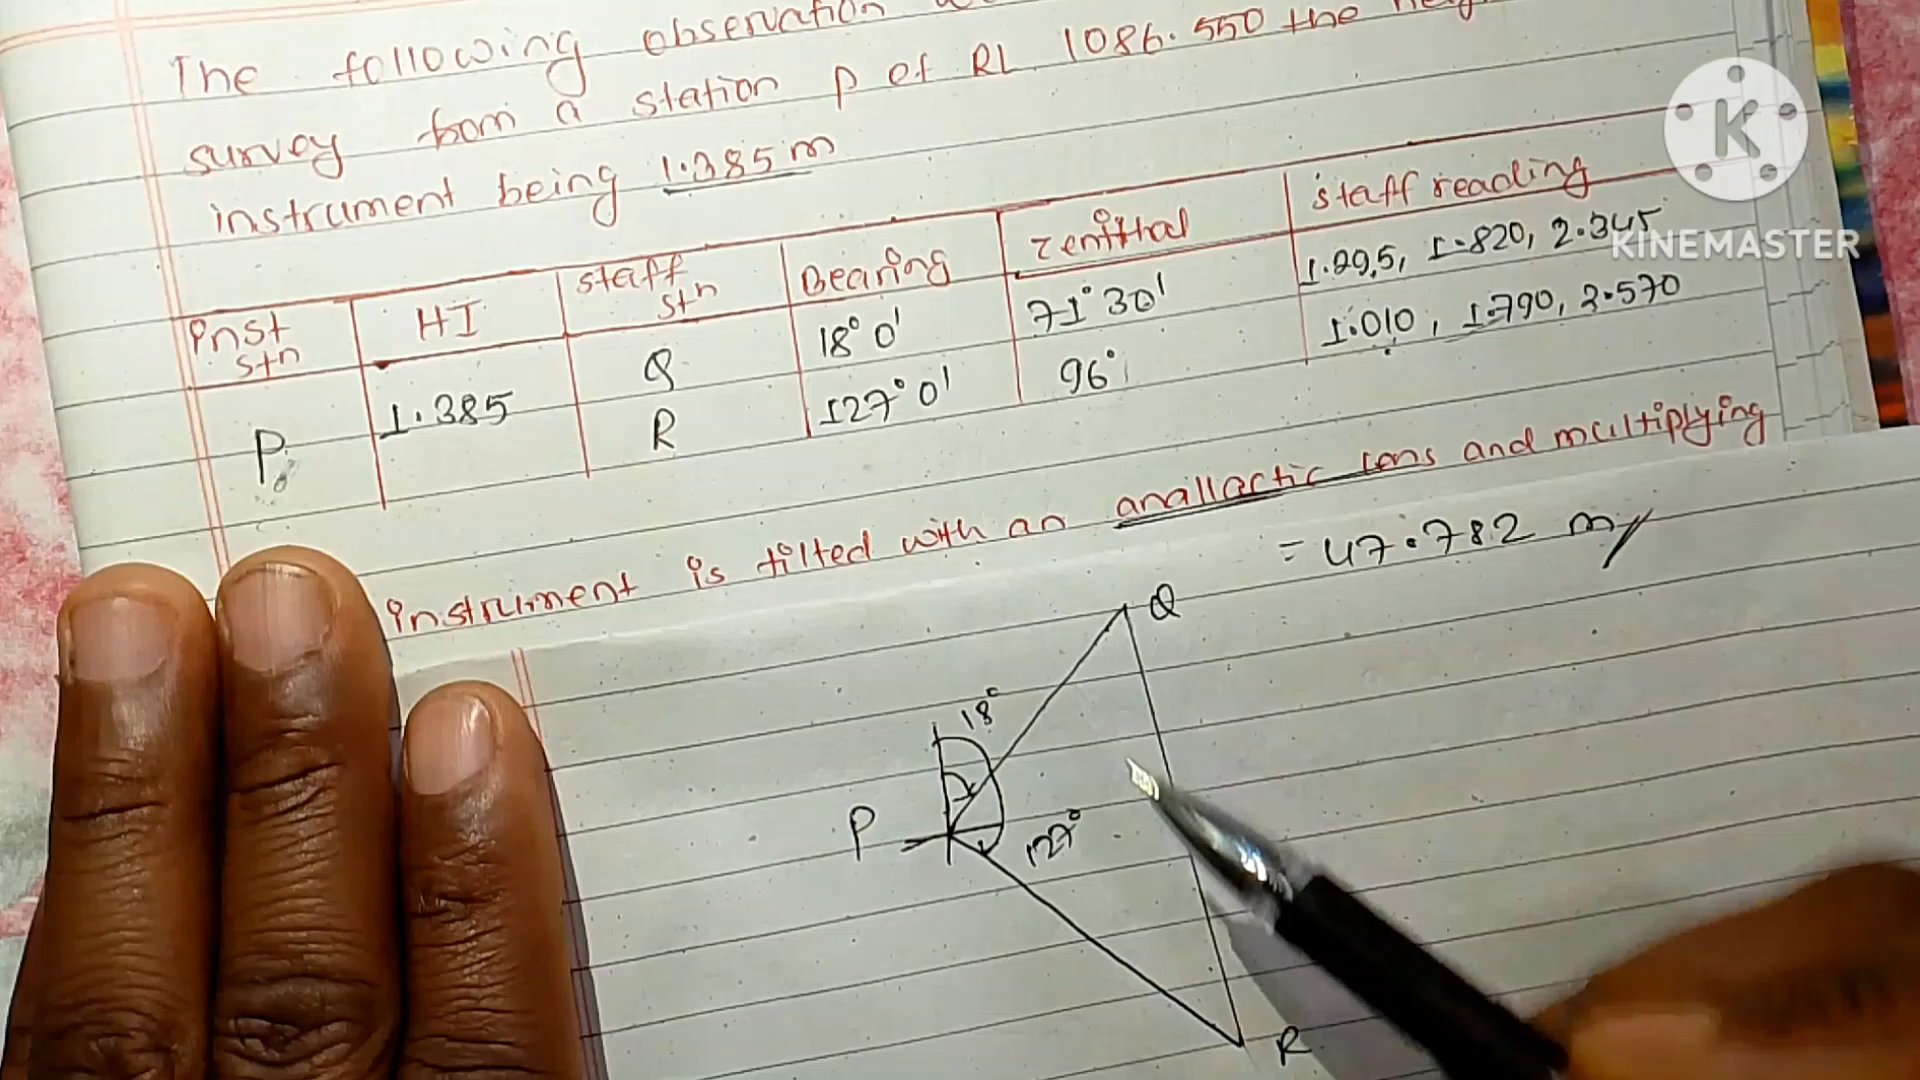 The following observation
survey from a station P of RL 1086.550 the
instrument being 1.385m
inst stn HI staff stn Bearing zenithal staff reading
P 1.385 Q 18°0' 71°30' 1.295, 1.820, 2.345
R 127°0' 96° 1.010, 1.790, 2.570
instrument is tilted with an anallactic lens and multiplying
= 47.782 m
Q
18°
P
127°
R
K
KINEMASTER